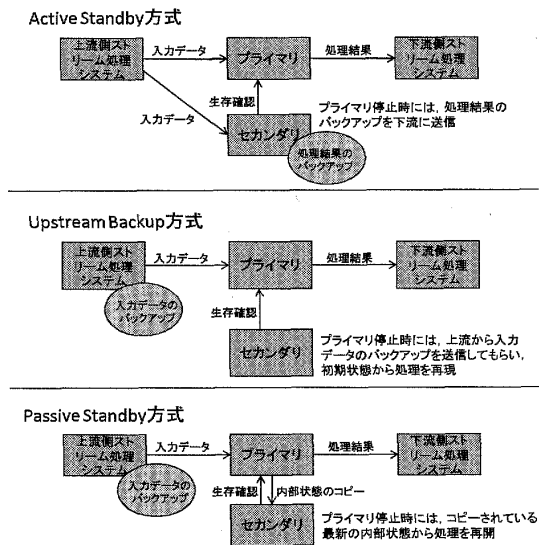 Active Standby方式
上流側スト
リーム処理
システム
入力データ
プライマリ
処理結果
下流側スト
リーム処理
システム
生存確認
入力データ
セカンダリ
処理結果の
バックアップ
プライマリ停止時には，処理結果の
バックアップを下流に送信
Upstream Backup方式
上流側スト
リーム処理
システム
入力データの
バックアップ
入力データ
プライマリ
処理結果
下流側スト
リーム処理
システム
生存確認
セカンダリ
プライマリ停止時には，上流から入力
データのバックアップを送信してもらい，
初期状態から処理を再現
Passive Standby方式
上流側スト
リーム処理
システム
入力データの
バックアップ
入力データ
プライマリ
処理結果
下流側スト
リーム処理
システム
生存確認
内部状態のコピー
セカンダリ
プライマリ停止時には，コピーされている
最新の内部状態から処理を再開